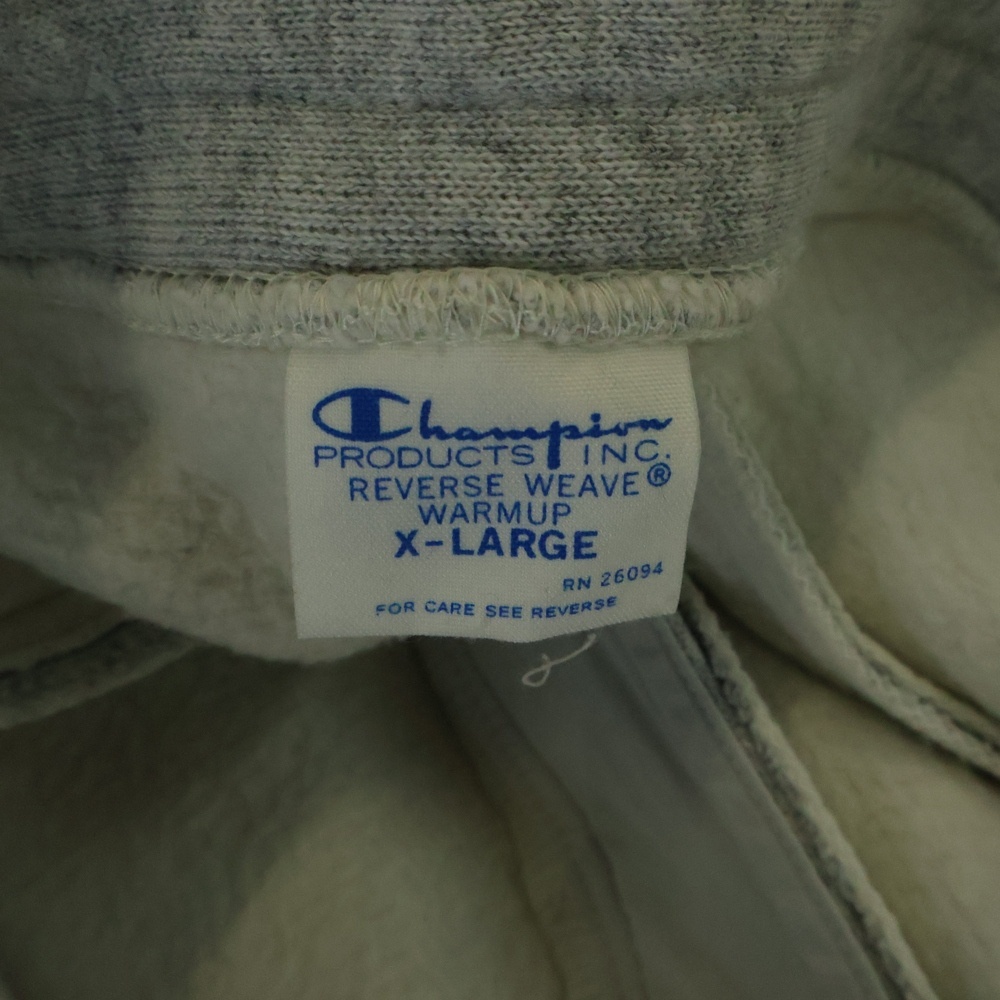 Champion
PRODUCTS INC.
REVERSE WEAVE®
WARMUP
X-LARGE
RN 26094
FOR CARE SEE REVERSE